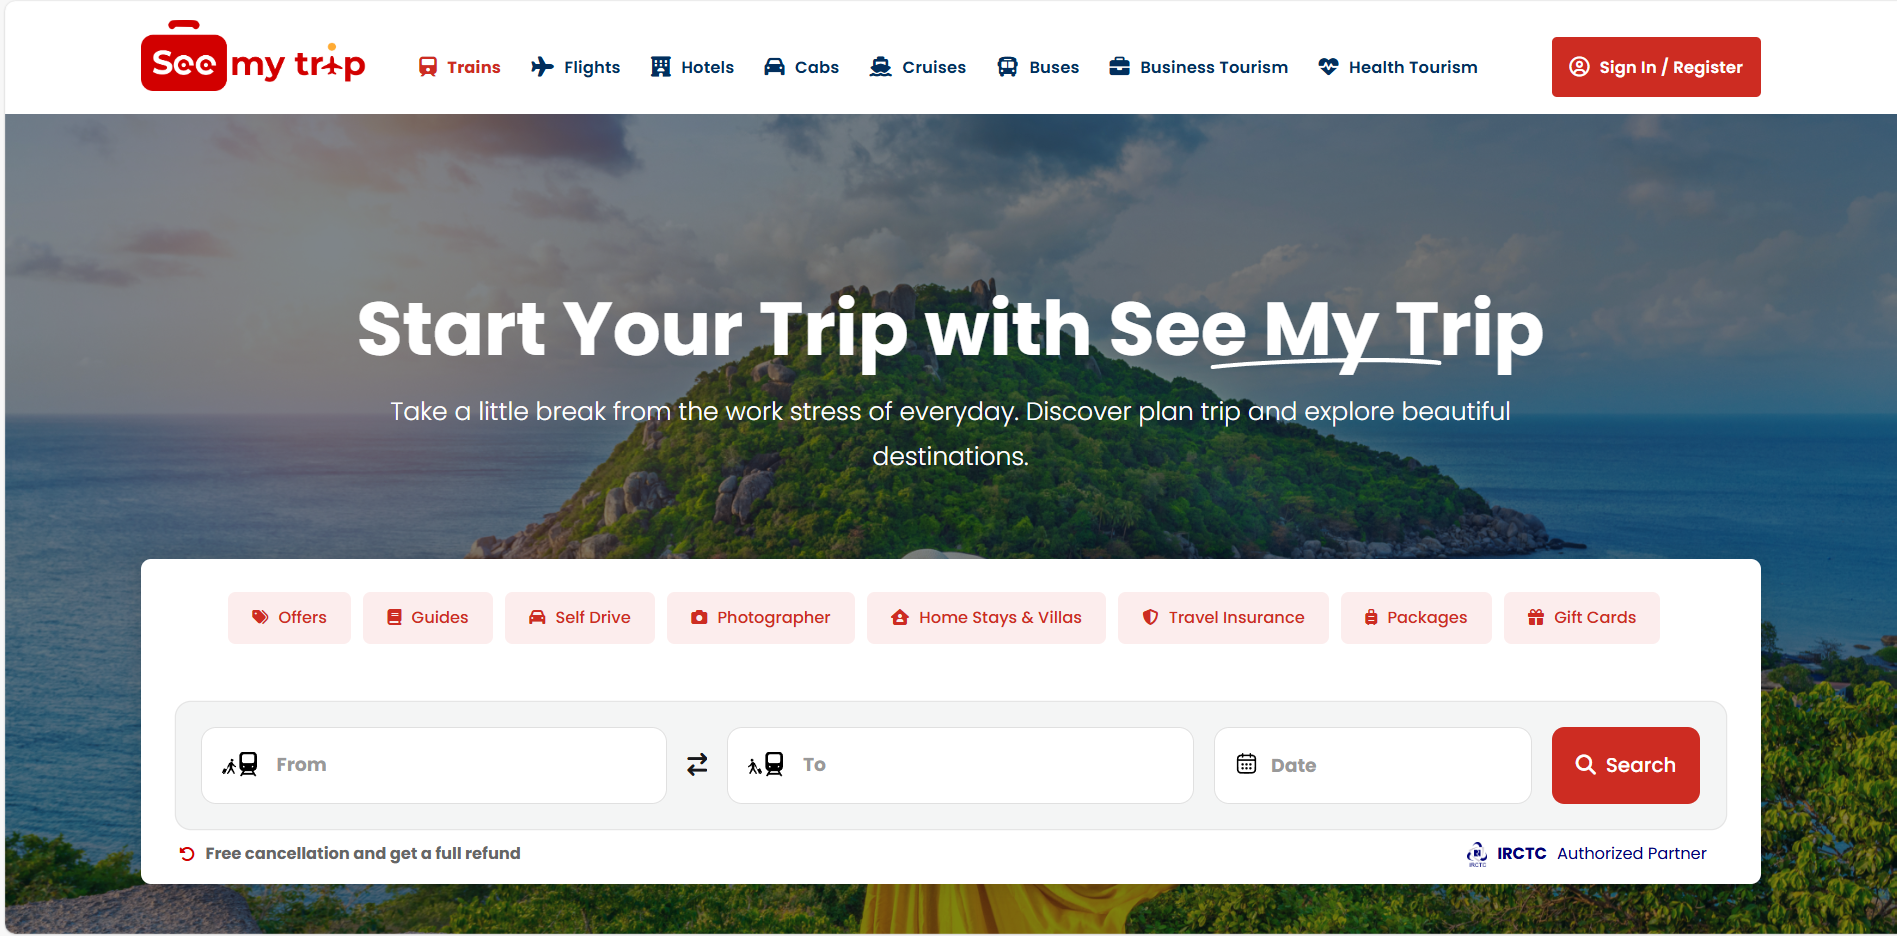 See my trip
Trains
Flights
Hotels
Cabs
Cruises
Buses
Business Tourism
Health Tourism
Sign In / Register
Start Your Trip with See My Trip
Take a little break from the work stress of everyday. Discover plan trip and explore beautiful
destinations.
Offers
Guides
Self Drive
Photographer
Home Stays & Villas
Travel Insurance
Packages
Gift Cards
From
To
Date
Search
Free cancellation and get a full refund
IRCTC
IRCTC Authorized Partner